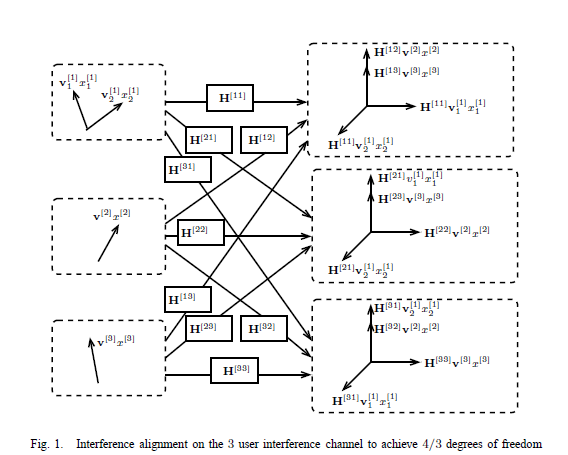 H^[12]v^[2]x^[2]
v_1^[1]x_1^[1]
H^[13]v^[3]x^[3]
v_2^[1]x_2^[1]
H^[11]
H^[11]v_1^[1]x_1^[1]
H^[21]
H^[12]
H^[11]v_2^[1]x_2^[1]
H^[31]
H^[21]v_1^[1]x_1^[1]
H^[23]v^[3]x^[3]
v^[2]x^[2]
H^[22]
H^[22]v^[2]x^[2]
H^[21]v_2^[1]x_2^[1]
H^[13]
H^[31]v_2^[1]x_2^[1]
H^[23]
H^[32]
H^[32]v^[2]x^[2]
v^[3]x^[3]
H^[33]
H^[33]v^[3]x^[3]
H^[31]v_1^[1]x_1^[1]
Fig. 1. Interference alignment on the 3 user interference channel to achieve 4/3 degrees of freedom